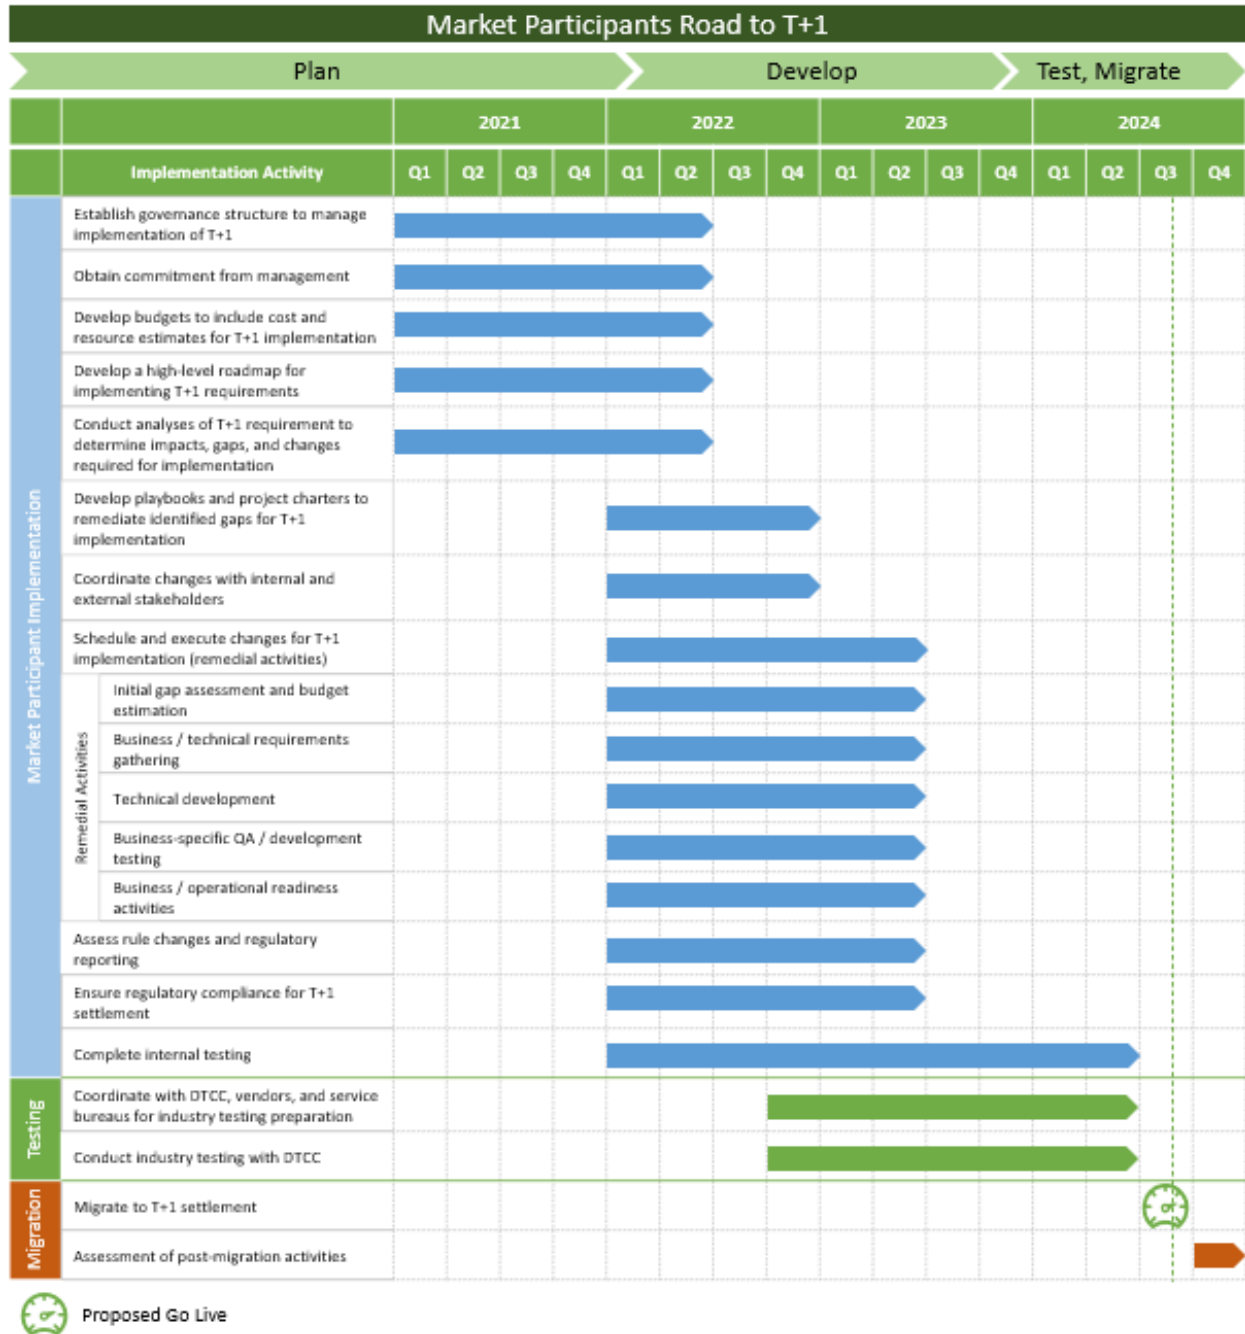 Market Participants Road to T+1
Plan
Develop
Test, Migrate
2021
2022
2023
2024
Implementation Activity
Q1
Q2
Q3
Q4
Q1
Q2
Q3
Q4
Q1
Q2
Q3
Q4
Q1
Q2
Q3
Q4
Market Participant Implementation
Establish governance structure to manage
implementation of T+1
Obtain commitment from management
Develop budgets to include cost and
resource estimates for T+1 implementation
Develop a high-level roadmap for
implementing T+1 requirements
Conduct analyses of T+1 requirement to
determine impacts, gaps, and changes
required for implementation
Develop playbooks and project charters to
remediate identified gaps for T+1
implementation
Coordinate changes with internal and
external stakeholders
Schedule and execute changes for T+1
implementation (remedial activities)
Remedial Activities
Initial gap assessment and budget
estimation
Business / technical requirements
gathering
Technical development
Business-specific QA / development
testing
Business / operational readiness
activities
Assess rule changes and regulatory
reporting
Ensure regulatory compliance for T+1
settlement
Complete internal testing
Testing
Coordinate with DTCC, vendors, and service
bureaus for industry testing preparation
Conduct industry testing with DTCC
Migration
Migrate to T+1 settlement
Assessment of post-migration activities
Proposed Go Live